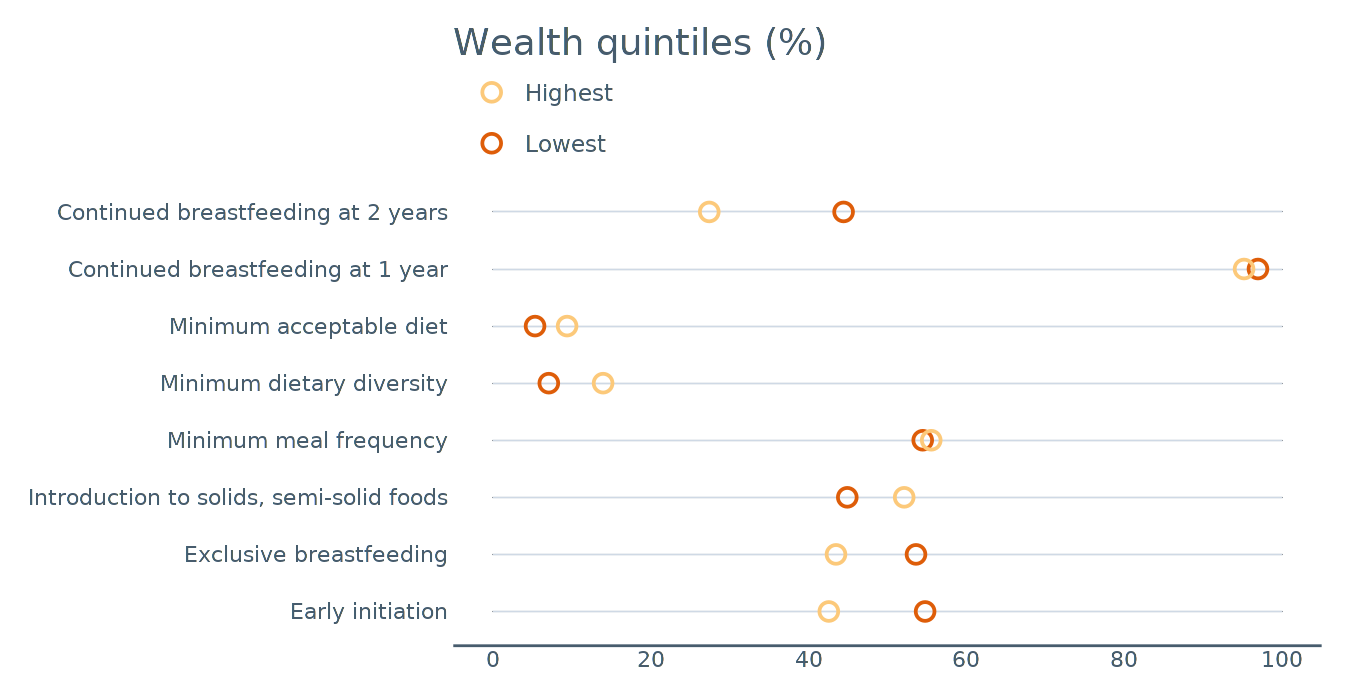 Wealth quintiles (%)
Highest
Lowest
Continued breastfeeding at 2 years
Continued breastfeeding at 1 year
Minimum acceptable diet
Minimum dietary diversity
Minimum meal frequency
Introduction to solids, semi-solid foods
Exclusive breastfeeding
Early initiation
0 20 40 60 80 100